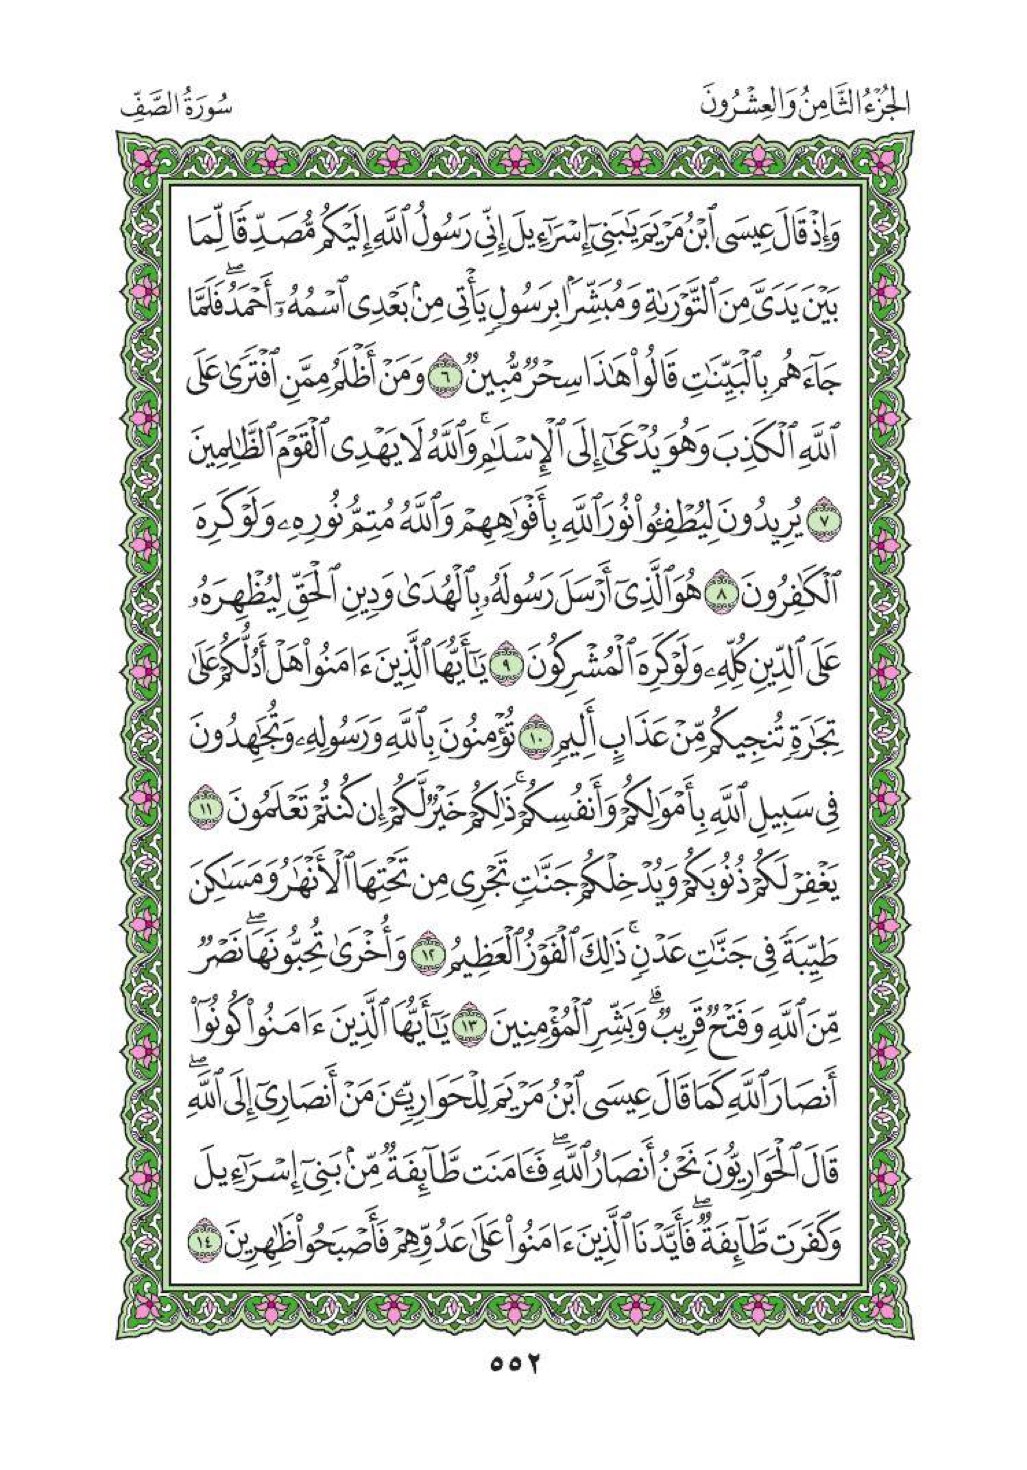 الجُزْءُ الثَّامِنُ وَالعِشْرُونَ
سُورَةُ الصَّفِّ
وَإِذْ قَالَ عِيسَى ٱبْنُ مَرْيَمَ يَـٰبَنِىٓ إِسْرَٰٓءِيلَ إِنِّى رَسُولُ ٱللَّهِ إِلَيْكُم مُّصَدِّقًا لِّمَا
بَيْنَ يَدَىَّ مِنَ ٱلتَّوْرَىٰةِ وَمُبَشِّرًۢا بِرَسُولٍ يَأْتِى مِنۢ بَعْدِى ٱسْمُهُۥٓ أَحْمَدُ ۖ فَلَمَّا
جَآءَهُم بِٱلْبَيِّنَـٰتِ قَالُوا۟ هَـٰذَا سِحْرٌ مُّبِينٌ ٦ وَمَنْ أَظْلَمُ مِمَّنِ ٱفْتَرَىٰ عَلَى
ٱللَّهِ ٱلْكَذِبَ وَهُوَ يُدْعَىٰٓ إِلَى ٱلْإِسْلَـٰمِ ۚ وَٱللَّهُ لَا يَهْدِى ٱلْقَوْمَ ٱلظَّـٰلِمِينَ
٧ يُرِيدُونَ لِيُطْفِـُٔوا۟ نُورَ ٱللَّهِ بِأَفْوَٰهِهِمْ وَٱللَّهُ مُتِمُّ نُورِهِۦ وَلَوْ كَرِهَ
ٱلْكَـٰفِرُونَ ٨ هُوَ ٱلَّذِىٓ أَرْسَلَ رَسُولَهُۥ بِٱلْهُدَىٰ وَدِينِ ٱلْحَقِّ لِيُظْهِرَهُۥ
عَلَى ٱلدِّينِ كُلِّهِۦ وَلَوْ كَرِهَ ٱلْمُشْرِكُونَ ٩ يَـٰٓأَيُّهَا ٱلَّذِينَ ءَامَنُوا۟ هَلْ أَدُلُّكُمْ عَلَىٰ
تِجَـٰرَةٍ تُنجِيكُم مِّنْ عَذَابٍ أَلِيمٍ ١٠ تُؤْمِنُونَ بِٱللَّهِ وَرَسُولِهِۦ وَتُجَـٰهِدُونَ
فِى سَبِيلِ ٱللَّهِ بِأَمْوَٰلِكُمْ وَأَنفُسِكُمْ ۚ ذَٰلِكُمْ خَيْرٌ لَّكُمْ إِن كُنتُمْ تَعْلَمُونَ ١١
يَغْفِرْ لَكُمْ ذُنُوبَكُمْ وَيُدْخِلْكُمْ جَنَّـٰتٍ تَجْرِى مِن تَحْتِهَا ٱلْأَنْهَـٰرُ وَمَسَـٰكِنَ
طَيِّبَةً فِى جَنَّـٰتِ عَدْنٍ ۚ ذَٰلِكَ ٱلْفَوْزُ ٱلْعَظِيمُ ١٢ وَأُخْرَىٰ تُحِبُّونَهَا ۖ نَصْرٌ
مِّنَ ٱللَّهِ وَفَتْحٌ قَرِيبٌ ۗ وَبَشِّرِ ٱلْمُؤْمِنِينَ ١٣ يَـٰٓأَيُّهَا ٱلَّذِينَ ءَامَنُوا۟ كُونُوٓا۟
أَنصَارَ ٱللَّهِ كَمَا قَالَ عِيسَى ٱبْنُ مَرْيَمَ لِلْحَوَارِيِّـۧنَ مَنْ أَنصَارِىٓ إِلَى ٱللَّهِ ۖ
قَالَ ٱلْحَوَارِيُّونَ نَحْنُ أَنصَارُ ٱللَّهِ ۖ فَـَٔامَنَت طَّآئِفَةٌ مِّنۢ بَنِىٓ إِسْرَٰٓءِيلَ
وَكَفَرَت طَّآئِفَةٌ ۖ فَأَيَّدْنَا ٱلَّذِينَ ءَامَنُوا۟ عَلَىٰ عَدُوِّهِمْ فَأَصْبَحُوا۟ ظَـٰهِرِينَ ١٤
٥٥٢